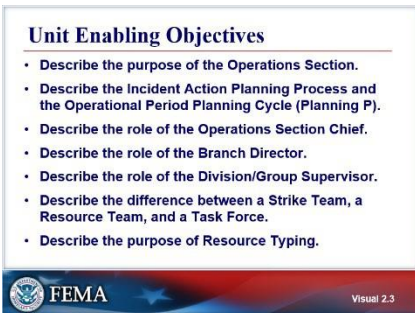 Unit Enabling Objectives
• Describe the purpose of the Operations Section.
• Describe the Incident Action Planning Process and
the Operational Period Planning Cycle (Planning P).
• Describe the role of the Operations Section Chief.
• Describe the role of the Branch Director.
• Describe the role of the Division/Group Supervisor.
• Describe the difference between a Strike Team, a
Resource Team, and a Task Force.
• Describe the purpose of Resource Typing.
FEMA
Visual 2.3